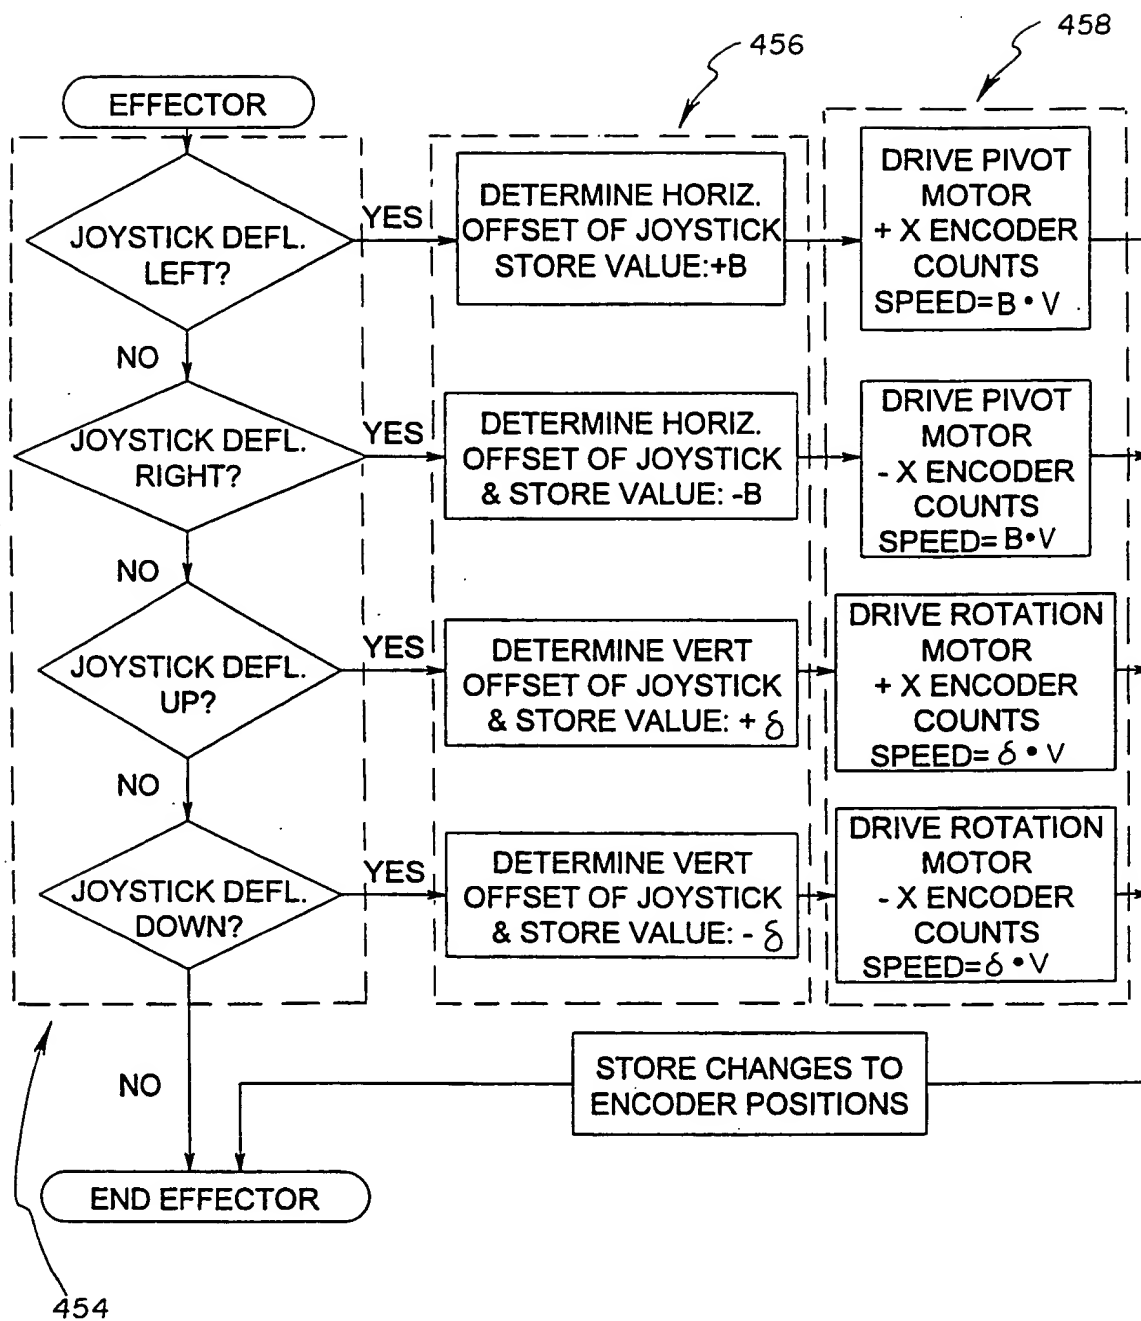 456
458
EFFECTOR
JOYSTICK DEFL.
LEFT?
YES
DETERMINE HORIZ.
OFFSET OF JOYSTICK
STORE VALUE:+B
DRIVE PIVOT
MOTOR
+ X ENCODER
COUNTS
SPEED=B•V
NO
JOYSTICK DEFL.
RIGHT?
YES
DETERMINE HORIZ.
OFFSET OF JOYSTICK
& STORE VALUE: -B
DRIVE PIVOT
MOTOR
- X ENCODER
COUNTS
SPEED=B•V
NO
JOYSTICK DEFL.
UP?
YES
DETERMINE VERT
OFFSET OF JOYSTICK
& STORE VALUE: + δ
DRIVE ROTATION
MOTOR
+ X ENCODER
COUNTS
SPEED=δ•V
NO
JOYSTICK DEFL.
DOWN?
YES
DETERMINE VERT
OFFSET OF JOYSTICK
& STORE VALUE: - δ
DRIVE ROTATION
MOTOR
- X ENCODER
COUNTS
SPEED=δ•V
NO
STORE CHANGES TO
ENCODER POSITIONS
END EFFECTOR
454